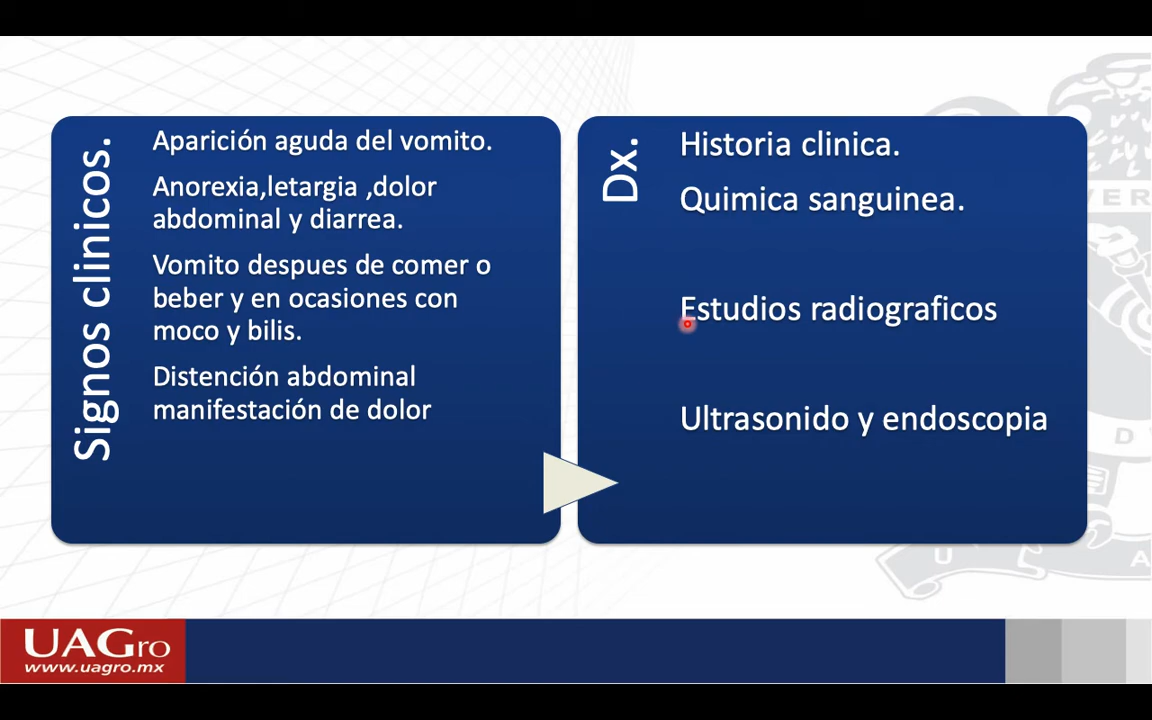 Signos clinicos.
Aparición aguda del vomito.
Anorexia,letargia ,dolor
abdominal y diarrea.
Vomito despues de comer o
beber y en ocasiones con
moco y bilis.
Distención abdominal
manifestación de dolor
Dx.
Historia clinica.
Quimica sanguinea.
Estudios radiograficos
Ultrasonido y endoscopia
VER
D
U
A
UAGro
www.uagro.mx